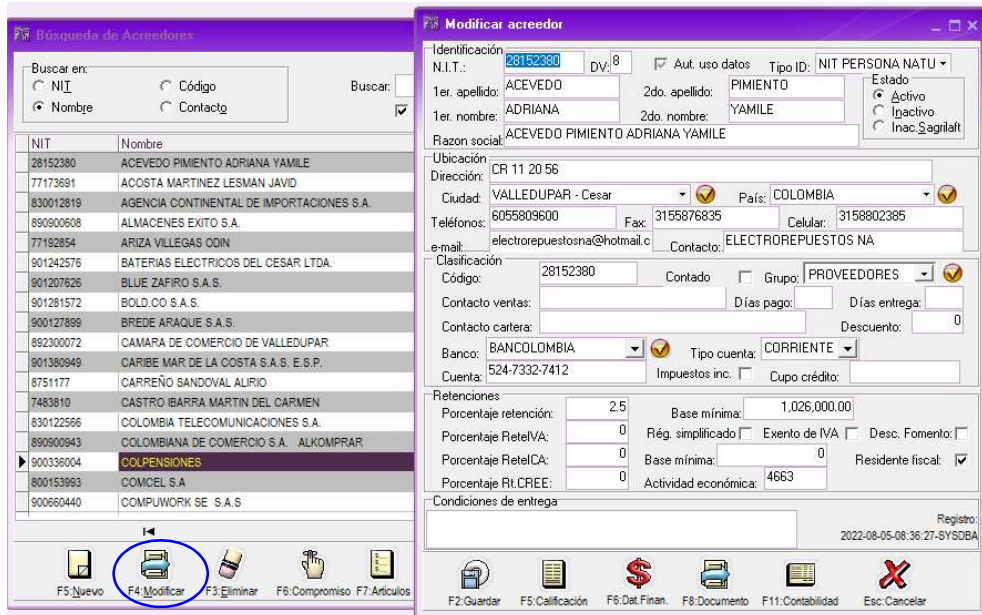 Búsqueda de Acreedores
Buscar en:
NIT
Código
Buscar:
Nombre
Contacto
NIT Nombre
28152380 ACEVEDO PIMIENTO ADRIANA YAMILE
77173691 ACOSTA MARTINEZ LESMAN JAVID
830012819 AGENCIA CONTINENTAL DE IMPORTACIONES S.A.
890900608 ALMACENES EXITO S.A.
77192854 ARIZA VILLEGAS ODIN
901242576 BATERIAS ELECTRICOS DEL CESAR LTDA.
901207626 BLUE ZAFIRO S.A.S.
901281572 BOLD.CO S.A.S.
900127899 BREDE ARAQUE S.A.S.
892300072 CAMARA DE COMERCIO DE VALLEDUPAR
901380949 CARIBE MAR DE LA COSTA S.A.S. E.S.P.
8751177 CARREÑO SANDOVAL ALIRIO
7483810 CASTRO IBARRA MARTIN DEL CARMEN
830122566 COLOMBIA TELECOMUNICACIONES S.A.
890900943 COLOMBIANA DE COMERCIO S.A. ALKOMPRAR
900336004 COLPENSIONES
800153993 COMCEL S.A
900660440 COMPUWORK SE S.A.S
F5:Nuevo F4:Modificar F3:Eliminar F6:Compromiso F7:Articulos
Modificar acreedor
Identificación
N.I.T.: 28152380 DV: 8 Aut. uso datos Tipo ID: NIT PERSONA NATU
1er. apellido: ACEVEDO 2do. apellido: PIMIENTO
1er. nombre: ADRIANA 2do. nombre: YAMILE
Razon social: ACEVEDO PIMIENTO ADRIANA YAMILE
Estado
Activo
Inactivo
Inac.Sagrilaft
Ubicación
Dirección: CR 11 20 56
Ciudad: VALLEDUPAR - Cesar País: COLOMBIA
Teléfonos: 6055809600 Fax: 3155876835 Celular: 3158802385
e-mail: electrorepuestosna@hotmail.c Contacto: ELECTROREPUESTOS NA
Clasificación
Código: 28152380 Contado Grupo: PROVEEDORES
Contacto ventas: Días pago: Días entrega:
Contacto cartera: Descuento: 0
Banco: BANCOLOMBIA Tipo cuenta: CORRIENTE
Cuenta: 524-7332-7412 Impuestos inc. Cupo crédito:
Retenciones
Porcentaje retención: 2.5 Base mínima: 1,026,000.00
Porcentaje ReteIVA: 0 Rég. simplificado Exento de IVA Desc. Fomento:
Porcentaje ReteICA: 0 Base mínima: 0 Residente fiscal:
Porcentaje Rt.CREE: 0 Actividad económica: 4663
Condiciones de entrega
Registro:
2022-08-05-08:36:27-SYSDBA
F2:Guardar F5:Calificación F6:Dat.Finan. F8:Documento F11:Contabilidad Esc:Cancelar